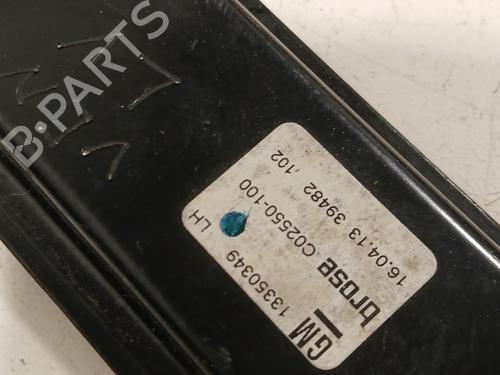 GM 13350349 LH
brose C02550-100
16.04.13 39482 .102
B-PARTS